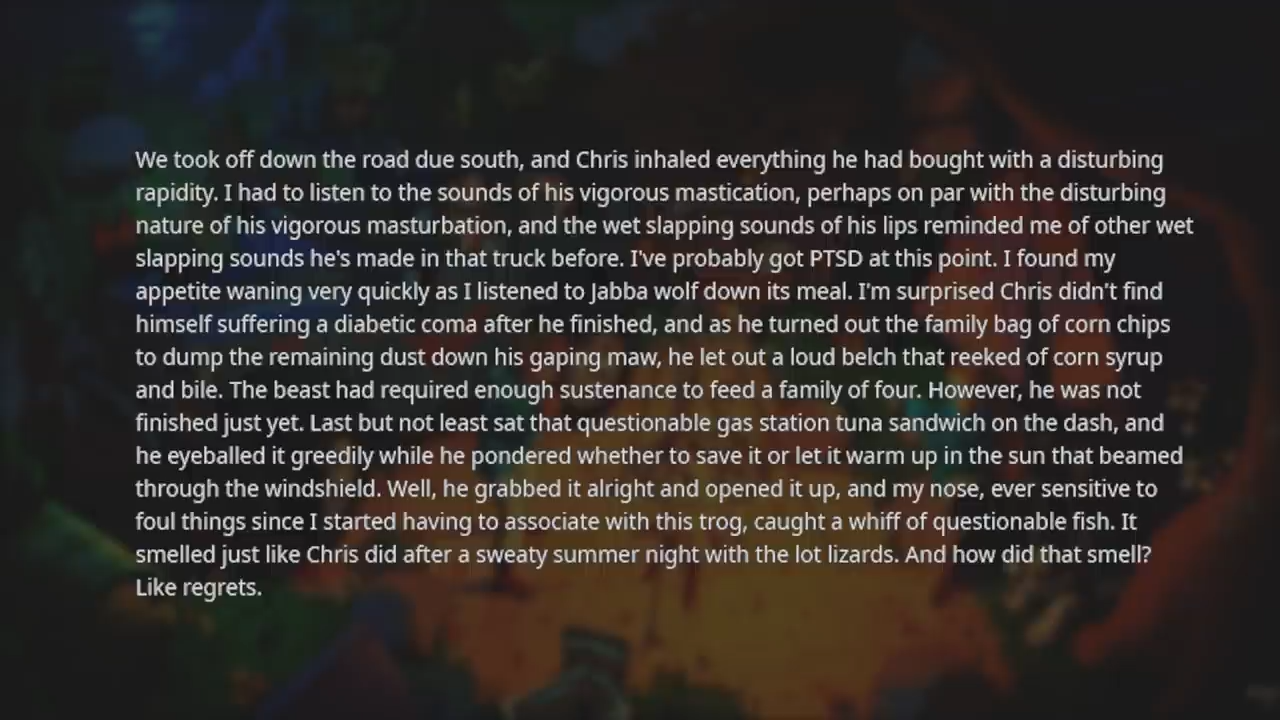 We took off down the road due south, and Chris inhaled everything he had bought with a disturbing
rapidity. I had to listen to the sounds of his vigorous mastication, perhaps on par with the disturbing
nature of his vigorous masturbation, and the wet slapping sounds of his lips reminded me of other wet
slapping sounds he's made in that truck before. I've probably got PTSD at this point. I found my
appetite waning very quickly as I listened to Jabba wolf down its meal. I'm surprised Chris didn't find
himself suffering a diabetic coma after he finished, and as he turned out the family bag of corn chips
to dump the remaining dust down his gaping maw, he let out a loud belch that reeked of corn syrup
and bile. The beast had required enough sustenance to feed a family of four. However, he was not
finished just yet. Last but not least sat that questionable gas station tuna sandwich on the dash, and
he eyeballed it greedily while he pondered whether to save it or let it warm up in the sun that beamed
through the windshield. Well, he grabbed it alright and opened it up, and my nose, ever sensitive to
foul things since I started having to associate with this trog, caught a whiff of questionable fish. It
smelled just like Chris did after a sweaty summer night with the lot lizards. And how did that smell?
Like regrets.